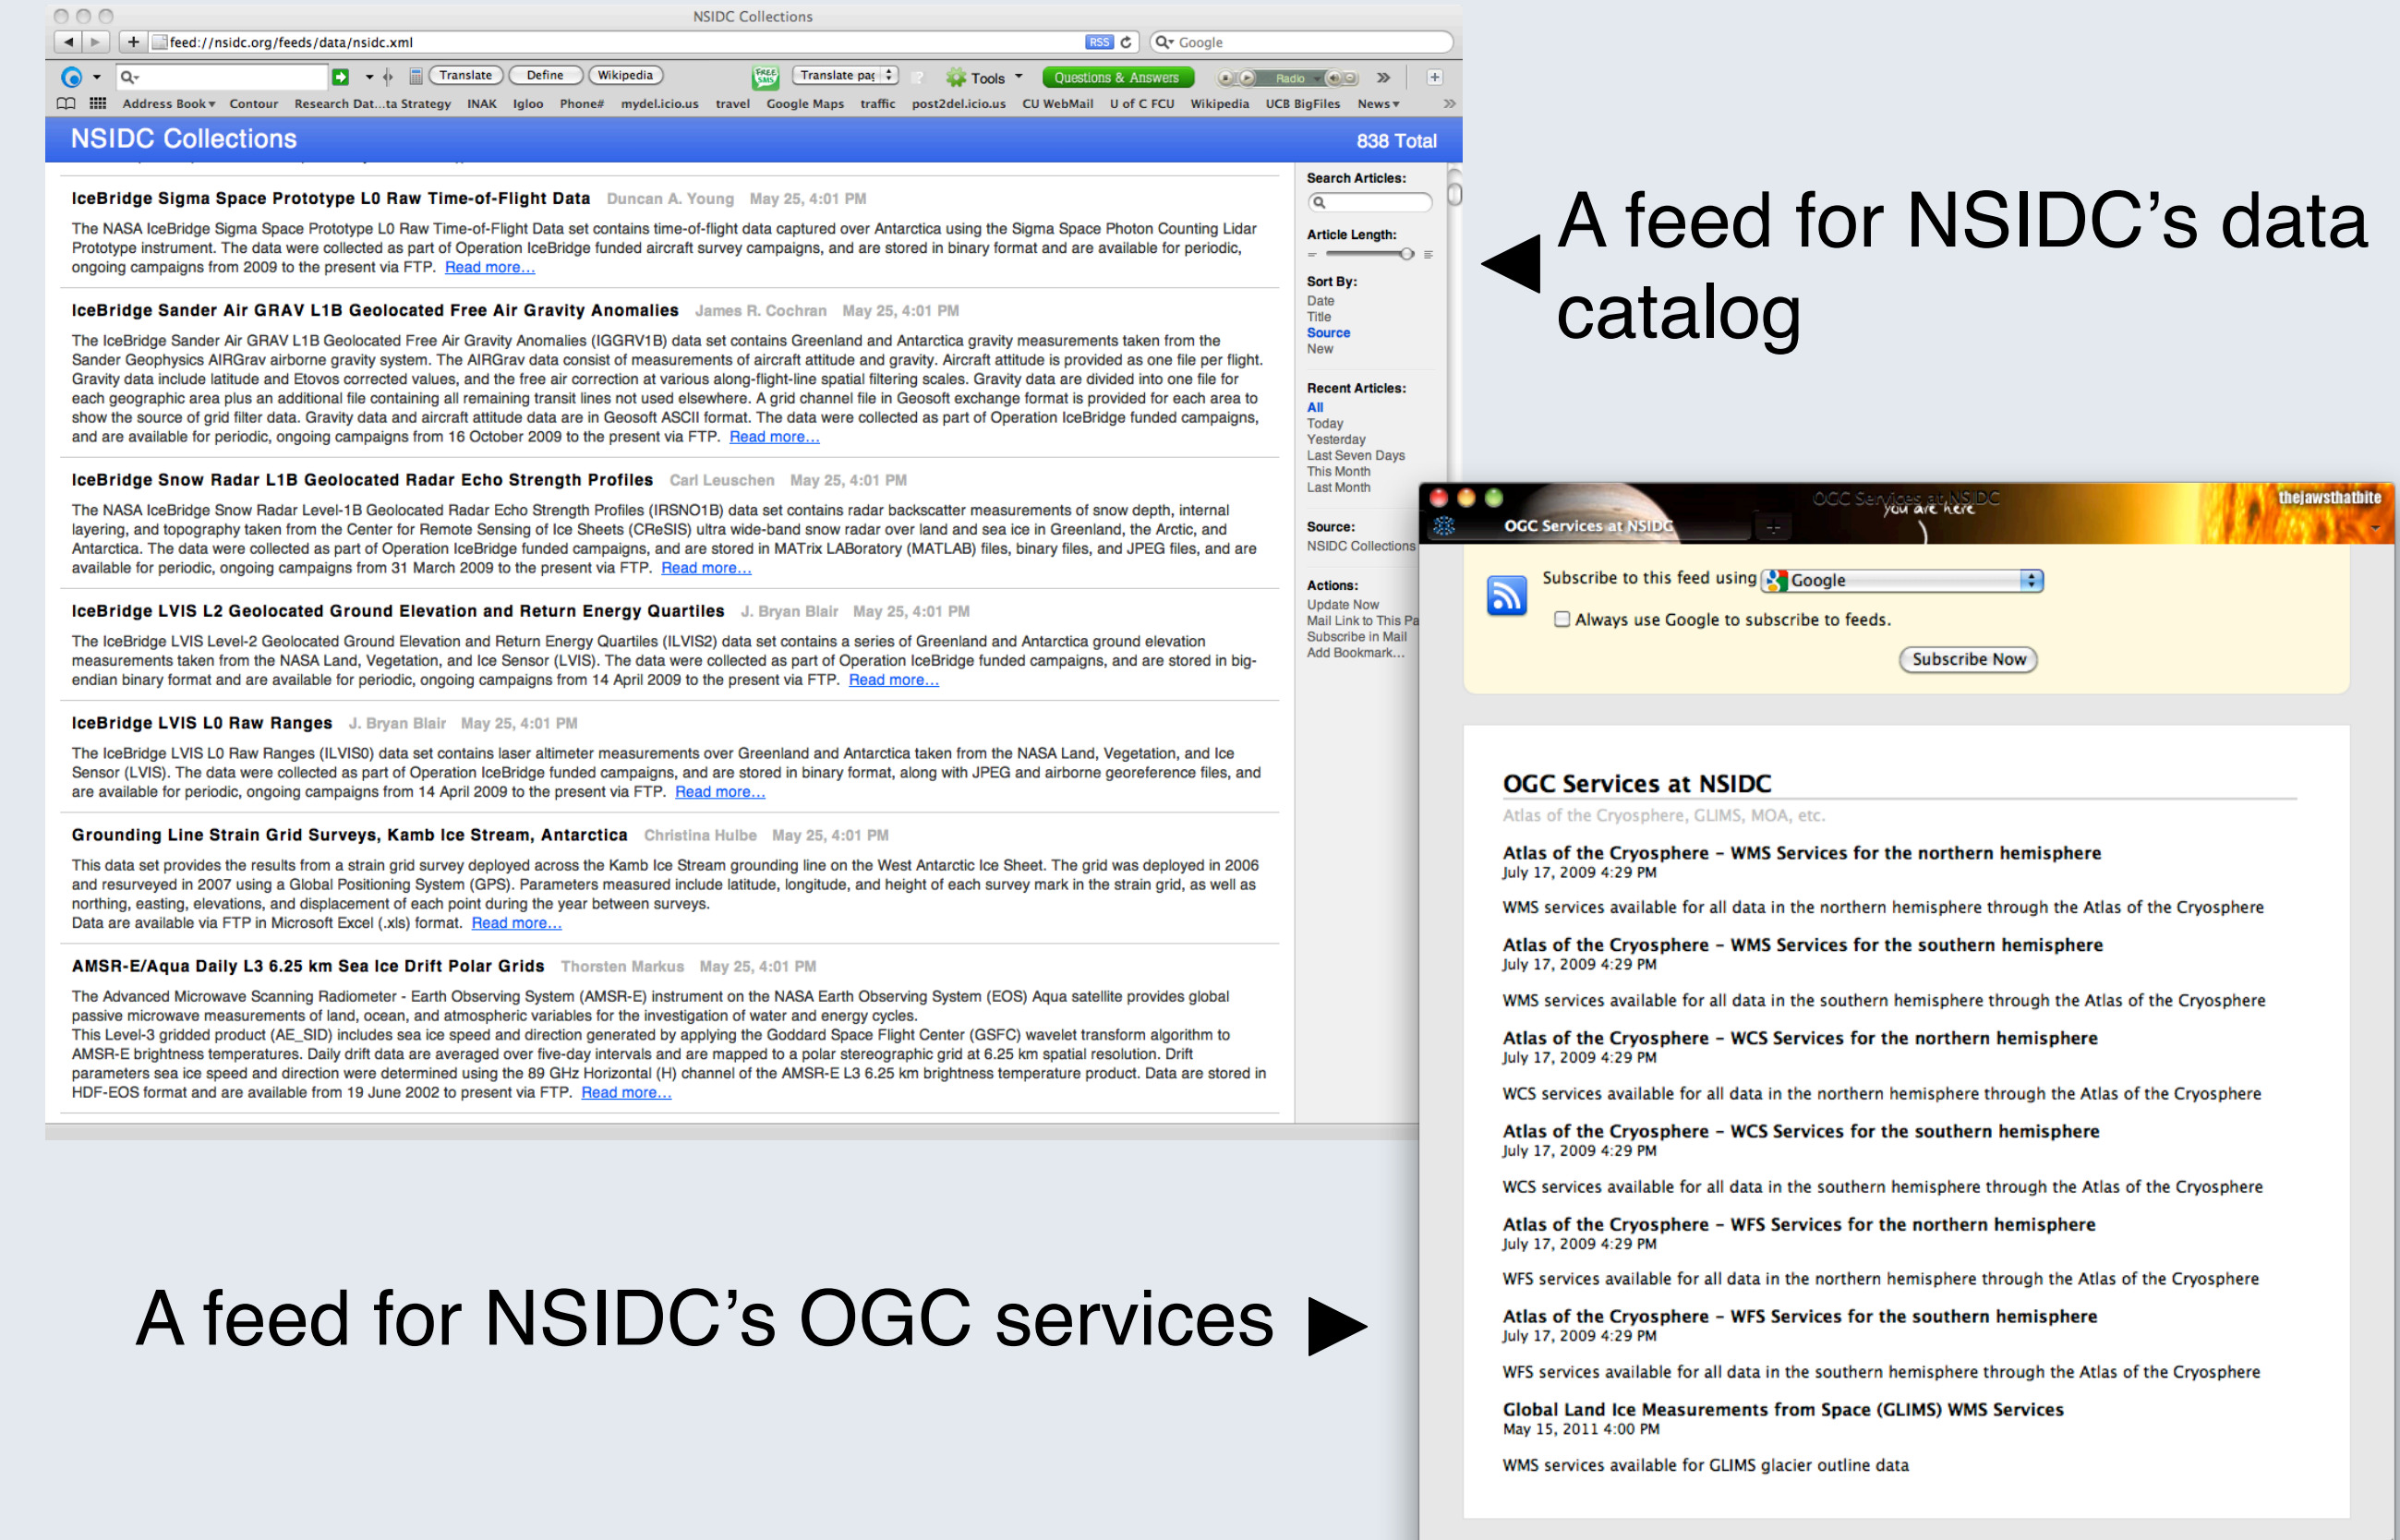 NSIDC Collections
feed://nsidc.org/feeds/data/nsidc.xml
RSS
Google
Translate
Define
Wikipedia
FREE SMS
Translate pag
Tools
Questions & Answers
Radio
Address Book
Contour
Research Dat...ta Strategy
INAK
Igloo
Phone#
mydel.icio.us
travel
Google Maps
traffic
post2del.icio.us
CU WebMail
U of C FCU
Wikipedia
UCB BigFiles
News
NSIDC Collections
838 Total
IceBridge Sigma Space Prototype L0 Raw Time-of-Flight Data Duncan A. Young May 25, 4:01 PM
The NASA IceBridge Sigma Space Prototype L0 Raw Time-of-Flight Data set contains time-of-flight data captured over Antarctica using the Sigma Space Photon Counting Lidar
Prototype instrument. The data were collected as part of Operation IceBridge funded aircraft survey campaigns, and are stored in binary format and are available for periodic,
ongoing campaigns from 2009 to the present via FTP. Read more...
IceBridge Sander Air GRAV L1B Geolocated Free Air Gravity Anomalies James R. Cochran May 25, 4:01 PM
The IceBridge Sander Air GRAV L1B Geolocated Free Air Gravity Anomalies (IGGRV1B) data set contains Greenland and Antarctica gravity measurements taken from the
Sander Geophysics AIRGrav airborne gravity system. The AIRGrav data consist of measurements of aircraft attitude and gravity. Aircraft attitude is provided as one file per flight.
Gravity data include latitude and Etovos corrected values, and the free air correction at various along-flight-line spatial filtering scales. Gravity data are divided into one file for
each geographic area plus an additional file containing all remaining transit lines not used elsewhere. A grid channel file in Geosoft exchange format is provided for each area to
show the source of grid filter data. Gravity data and aircraft attitude data are in Geosoft ASCII format. The data were collected as part of Operation IceBridge funded campaigns,
and are available for periodic, ongoing campaigns from 16 October 2009 to the present via FTP. Read more...
IceBridge Snow Radar L1B Geolocated Radar Echo Strength Profiles Carl Leuschen May 25, 4:01 PM
The NASA IceBridge Snow Radar Level-1B Geolocated Radar Echo Strength Profiles (IRSNO1B) data set contains radar backscatter measurements of snow depth, internal
layering, and topography taken from the Center for Remote Sensing of Ice Sheets (CReSIS) ultra wide-band snow radar over land and sea ice in Greenland, the Arctic, and
Antarctica. The data were collected as part of Operation IceBridge funded campaigns, and are stored in MATrix LABoratory (MATLAB) files, binary files, and JPEG files, and are
available for periodic, ongoing campaigns from 31 March 2009 to the present via FTP. Read more...
IceBridge LVIS L2 Geolocated Ground Elevation and Return Energy Quartiles J. Bryan Blair May 25, 4:01 PM
The IceBridge LVIS Level-2 Geolocated Ground Elevation and Return Energy Quartiles (ILVIS2) data set contains a series of Greenland and Antarctica ground elevation
measurements taken from the NASA Land, Vegetation, and Ice Sensor (LVIS). The data were collected as part of Operation IceBridge funded campaigns, and are stored in big-
endian binary format and are available for periodic, ongoing campaigns from 14 April 2009 to the present via FTP. Read more...
IceBridge LVIS L0 Raw Ranges J. Bryan Blair May 25, 4:01 PM
The IceBridge LVIS L0 Raw Ranges (ILVIS0) data set contains laser altimeter measurements over Greenland and Antarctica taken from the NASA Land, Vegetation, and Ice
Sensor (LVIS). The data were collected as part of Operation IceBridge funded campaigns, and are stored in binary format, along with JPEG and airborne georeference files, and
are available for periodic, ongoing campaigns from 14 April 2009 to the present via FTP. Read more...
Grounding Line Strain Grid Surveys, Kamb Ice Stream, Antarctica Christina Hulbe May 25, 4:01 PM
This data set provides the results from a strain grid survey deployed across the Kamb Ice Stream grounding line on the West Antarctic Ice Sheet. The grid was deployed in 2006
and resurveyed in 2007 using a Global Positioning System (GPS). Parameters measured include latitude, longitude, and height of each survey mark in the strain grid, as well as
northing, easting, elevations, and displacement of each point during the year between surveys.
Data are available via FTP in Microsoft Excel (.xls) format. Read more...
AMSR-E/Aqua Daily L3 6.25 km Sea Ice Drift Polar Grids Thorsten Markus May 25, 4:01 PM
The Advanced Microwave Scanning Radiometer - Earth Observing System (AMSR-E) instrument on the NASA Earth Observing System (EOS) Aqua satellite provides global
passive microwave measurements of land, ocean, and atmospheric variables for the investigation of water and energy cycles.
This Level-3 gridded product (AE_SID) includes sea ice speed and direction generated by applying the Goddard Space Flight Center (GSFC) wavelet transform algorithm to
AMSR-E brightness temperatures. Daily drift data are averaged over five-day intervals and are mapped to a polar stereographic grid at 6.25 km spatial resolution. Drift
parameters sea ice speed and direction were determined using the 89 GHz Horizontal (H) channel of the AMSR-E L3 6.25 km brightness temperature product. Data are stored in
HDF-EOS format and are available from 19 June 2002 to present via FTP. Read more...
Search Articles:
Article Length:
Sort By:
Date
Title
Source
New
Recent Articles:
All
Today
Yesterday
Last Seven Days
This Month
Last Month
Source:
NSIDC Collections
Actions:
Update Now
Mail Link to This Pa
Subscribe in Mail
Add Bookmark...
A feed for NSIDC's data
catalog
OGC Services at NSIDC
you are here
thejawsthatbite
OGC Services at NSIDC
Subscribe to this feed using Google
Always use Google to subscribe to feeds.
Subscribe Now
OGC Services at NSIDC
Atlas of the Cryosphere, GLIMS, MOA, etc.
Atlas of the Cryosphere – WMS Services for the northern hemisphere
July 17, 2009 4:29 PM
WMS services available for all data in the northern hemisphere through the Atlas of the Cryosphere
Atlas of the Cryosphere – WMS Services for the southern hemisphere
July 17, 2009 4:29 PM
WMS services available for all data in the southern hemisphere through the Atlas of the Cryosphere
Atlas of the Cryosphere – WCS Services for the northern hemisphere
July 17, 2009 4:29 PM
WCS services available for all data in the northern hemisphere through the Atlas of the Cryosphere
Atlas of the Cryosphere – WCS Services for the southern hemisphere
July 17, 2009 4:29 PM
WCS services available for all data in the southern hemisphere through the Atlas of the Cryosphere
Atlas of the Cryosphere – WFS Services for the northern hemisphere
July 17, 2009 4:29 PM
WFS services available for all data in the northern hemisphere through the Atlas of the Cryosphere
Atlas of the Cryosphere – WFS Services for the southern hemisphere
July 17, 2009 4:29 PM
WFS services available for all data in the southern hemisphere through the Atlas of the Cryosphere
Global Land Ice Measurements from Space (GLIMS) WMS Services
May 15, 2011 4:00 PM
WMS services available for GLIMS glacier outline data
A feed for NSIDC's OGC services